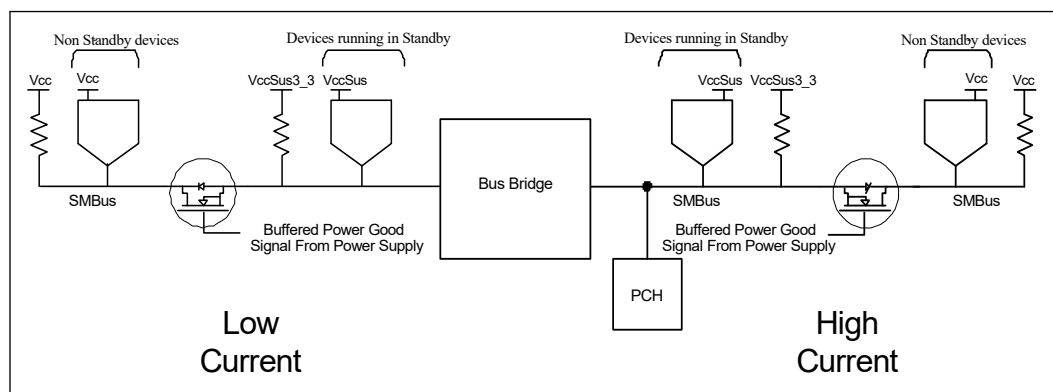 Non Standby devices
Devices running in Standby
Devices running in Standby
Non Standby devices
Vcc
Vcc
VccSus3_3
VccSus
VccSus
VccSus3_3
Vcc
Vcc
Bus Bridge
SMBus
SMBus
SMBus
Buffered Power Good
Signal From Power Supply
Buffered Power Good
Signal From Power Supply
PCH
Low
Current
High
Current